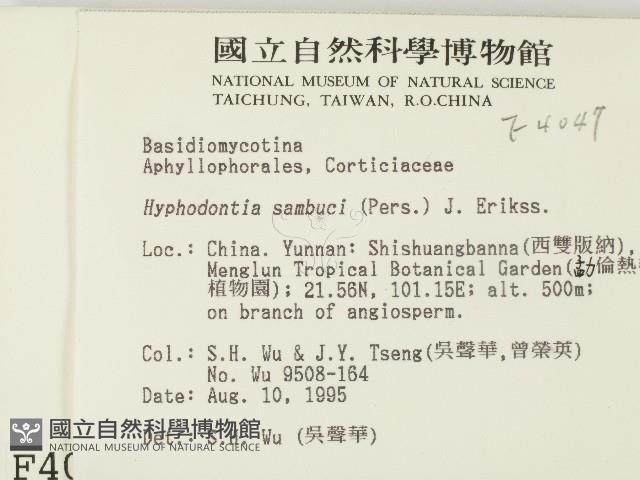 國立自然科學博物館
NATIONAL MUSEUM OF NATURAL SCIENCE
TAICHUNG, TAIWAN, R.O.CHINA
F4047
Basidiomycotina
Aphyllophorales, Corticiaceae
Hyphodontia sambuci (Pers.) J. Erikss.
Loc.: China. Yunnan: Shishuangbanna(西雙版納),
Menglun Tropical Botanical Garden(勐倫熱
植物園); 21.56N, 101.15E; alt. 500m;
on branch of angiosperm.
Col.: S.H. Wu & J.Y. Tseng(吳聲華,曾榮英)
No. Wu 9508-164
Date: Aug. 10, 1995
Det.: S.H. Wu (吳聲華)
國立自然科學博物館
NATIONAL MUSEUM OF NATURAL SCIENCE
F40